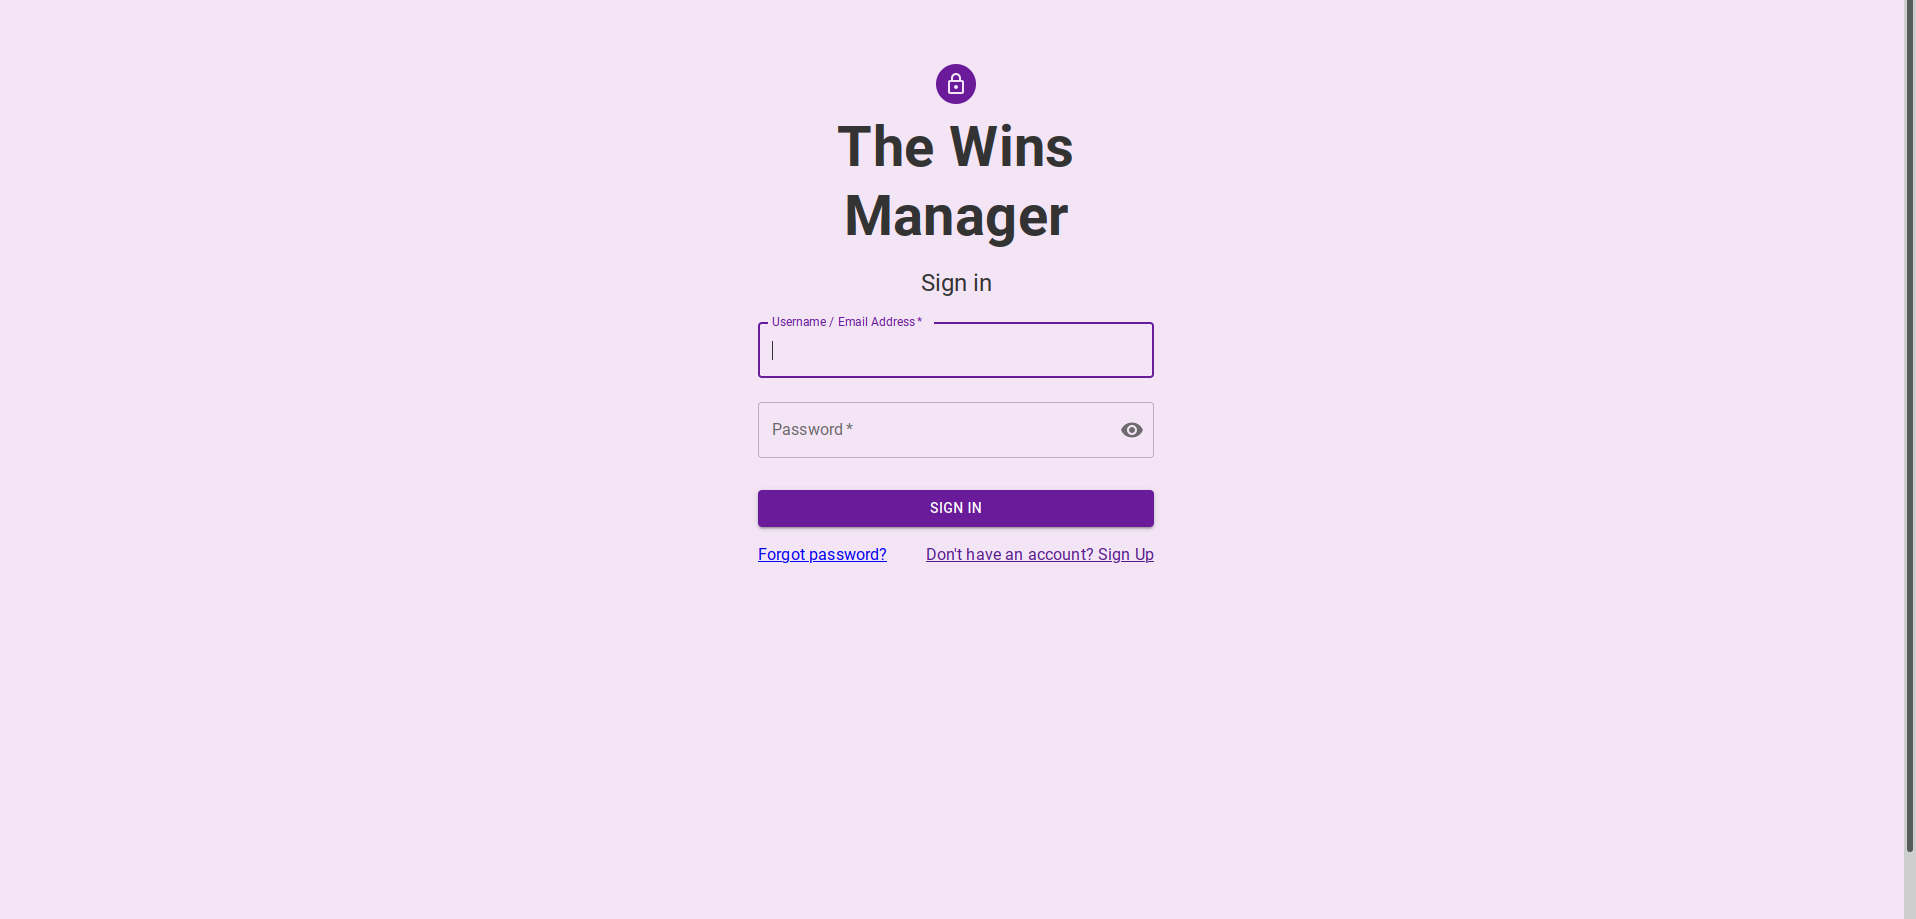 The Wins
Manager
Sign in
Username / Email Address *
Password *
SIGN IN
Forgot password? Don't have an account? Sign Up